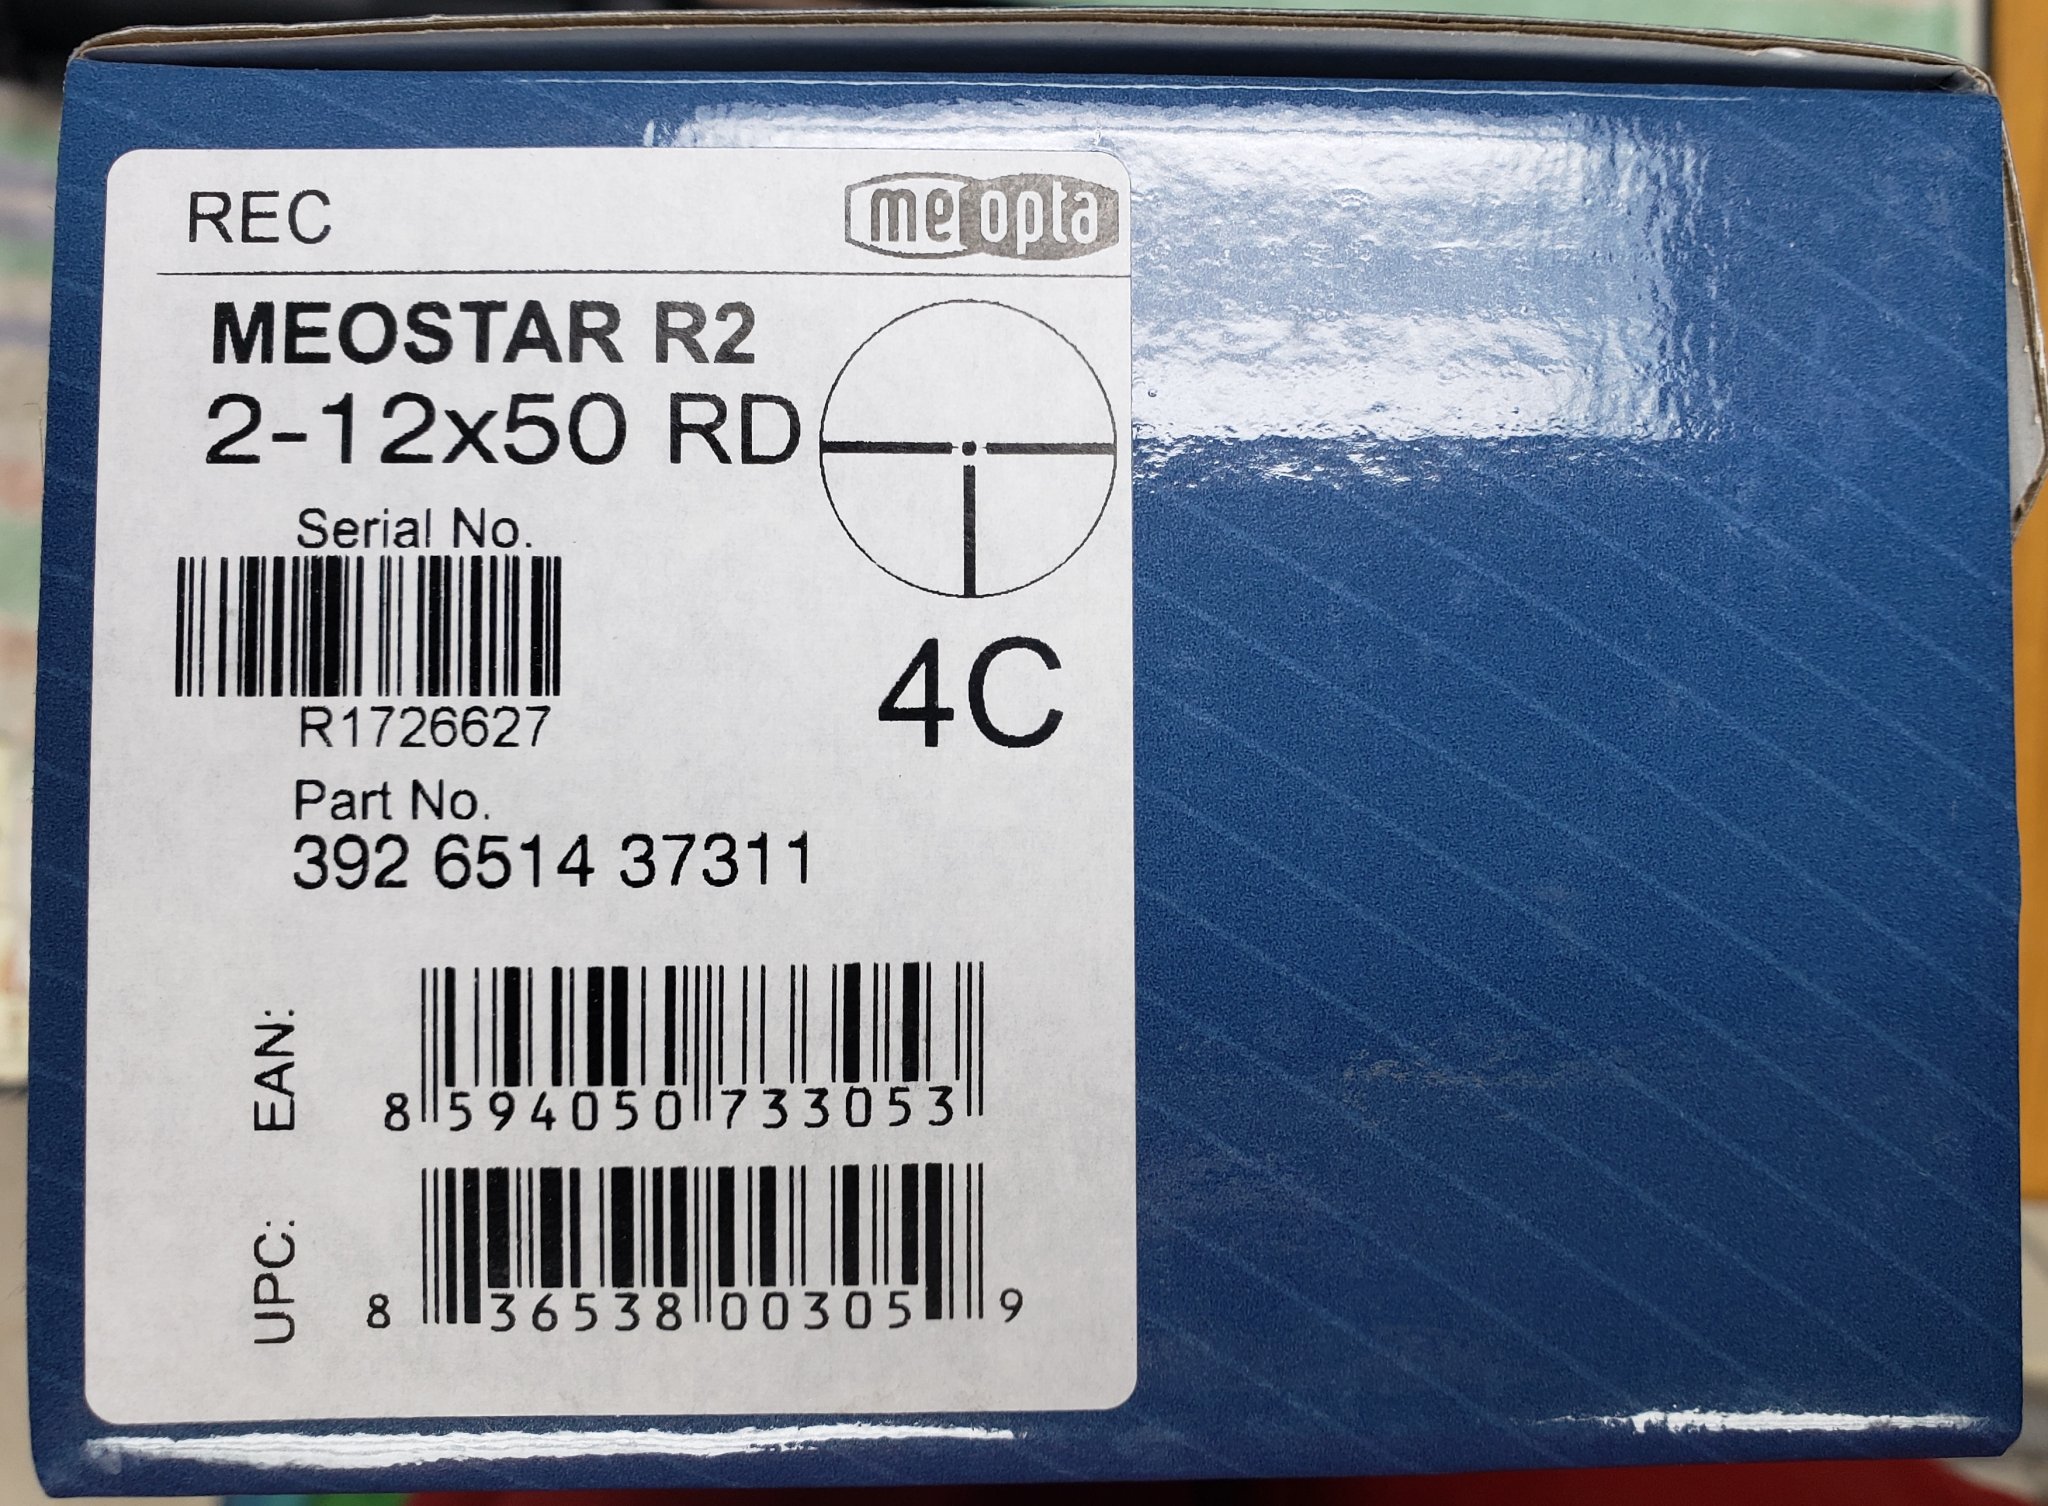 REC
meopta
MEOSTAR R2
2-12x50 RD
Serial No.
R1726627
4C
Part No.
392 6514 37311
EAN:
8 594050 733053
UPC:
8 36538 00305 9